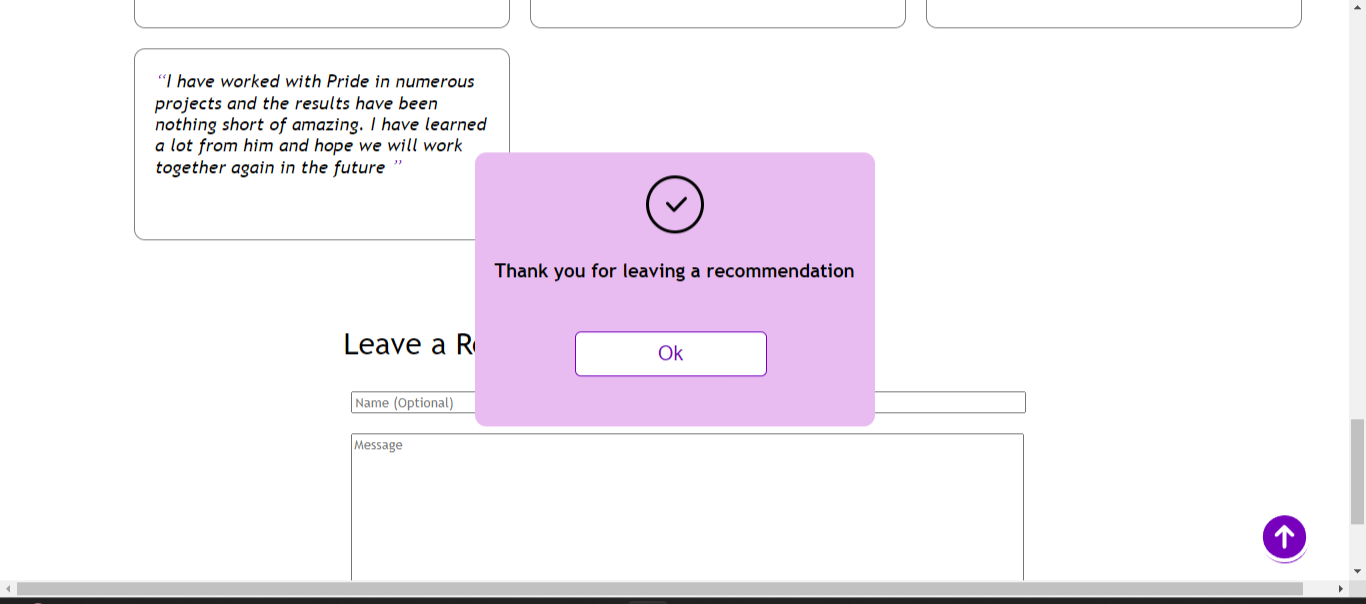 “I have worked with Pride in numerous
projects and the results have been
nothing short of amazing. I have learned
a lot from him and hope we will work
together again in the future ”
Thank you for leaving a recommendation
Ok
Leave a Re
Name (Optional)
Message